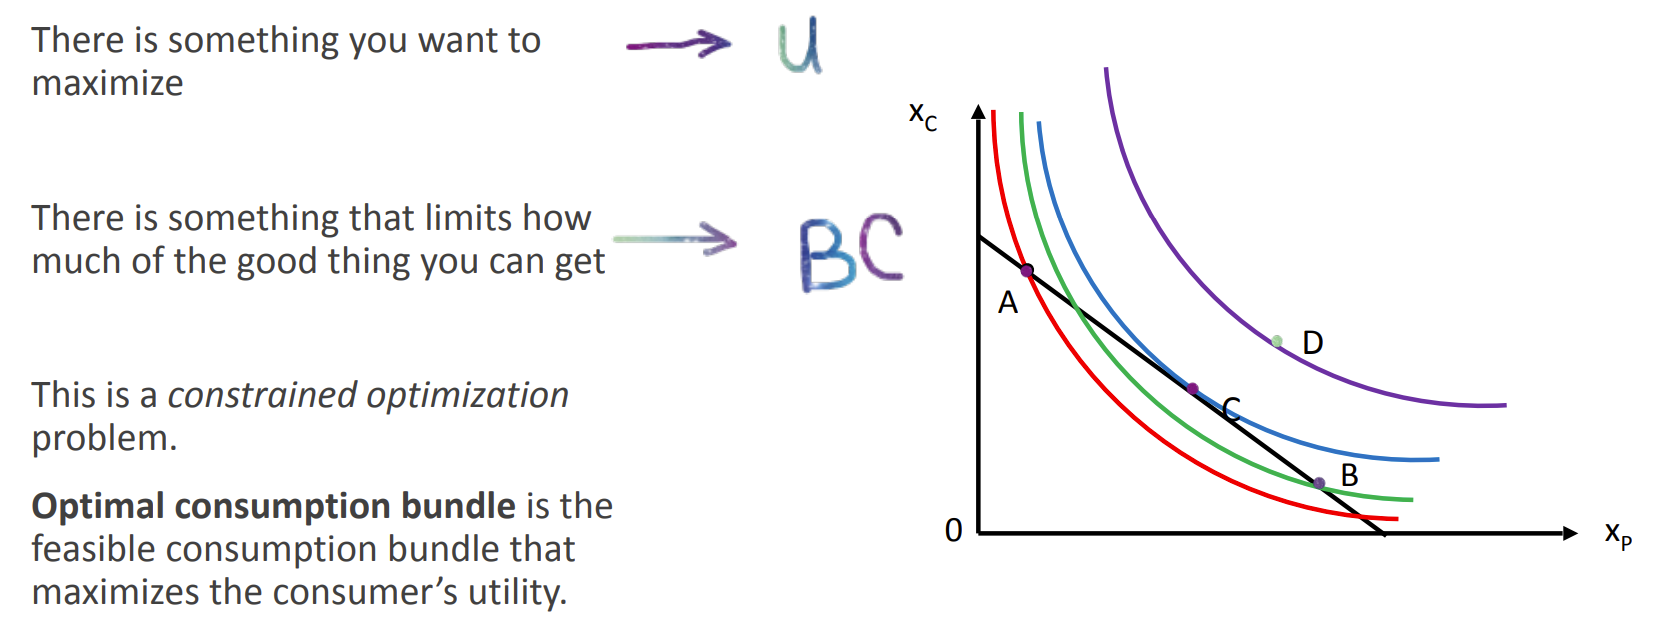 There is something you want to
maximize
U
There is something that limits how
much of the good thing you can get
BC
This is a constrained optimization
problem.
Optimal consumption bundle is the
feasible consumption bundle that
maximizes the consumer’s utility.
xC
A
D
C
B
0
xP